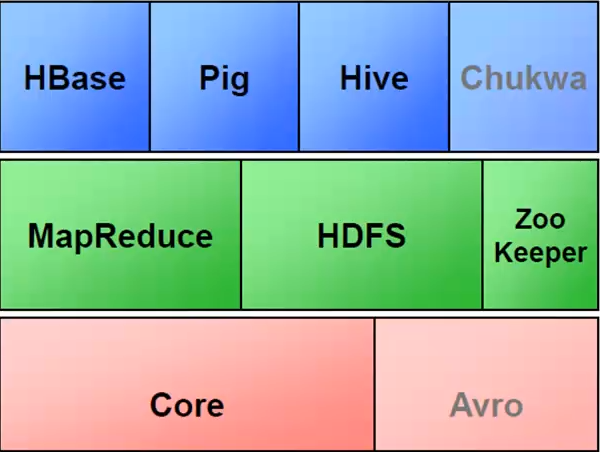 HBase Pig Hive Chukwa
MapReduce HDFS Zoo
Keeper
Core Avro